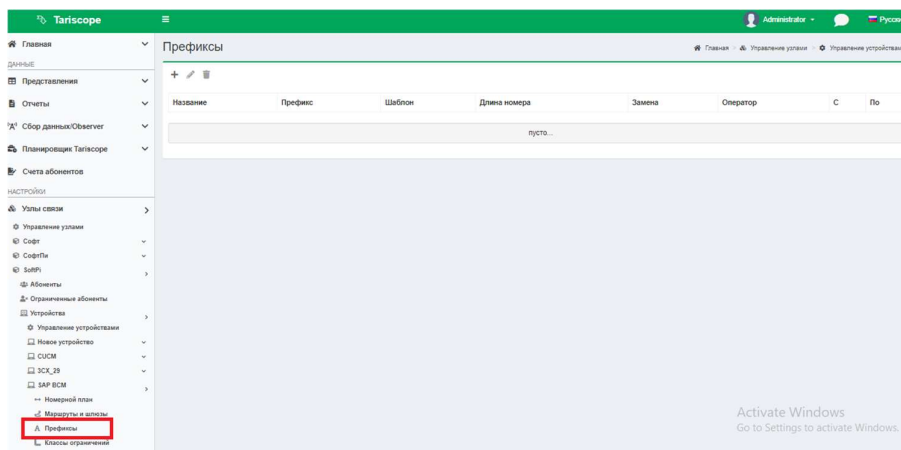 Tariscope
Administrator
Русск
Главная
Префиксы
Главная > Управление узлами > Управление устройствам
ДАННЫЕ
Представления
Отчеты
Название Префикс Шаблон Длина номера Замена Оператор С По
Сбор данных/Observer
пусто...
Планировщик Tariscope
Счета абонентов
НАСТРОЙКИ
Узлы связи
Управление узлами
Софт
СофтПи
SoftPi
Абоненты
Ограниченные абоненты
Устройства
Управление устройствами
Новое устройство
CUCM
3CX_29
SAP BCM
Номерной план
Маршруты и шлюзы
Префиксы
Классы ограничений
Activate Windows
Go to Settings to activate Windows.